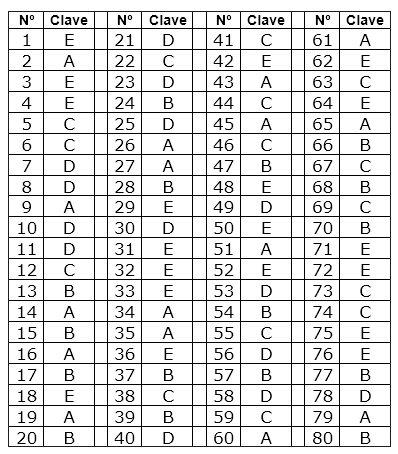 Nº Clave Nº Clave Nº Clave Nº Clave
1 E 21 D 41 C 61 A
2 A 22 C 42 E 62 E
3 E 23 D 43 A 63 C
4 E 24 B 44 C 64 E
5 C 25 D 45 A 65 A
6 C 26 A 46 C 66 B
7 D 27 A 47 B 67 C
8 D 28 B 48 E 68 B
9 A 29 E 49 D 69 C
10 D 30 D 50 E 70 B
11 D 31 E 51 A 71 E
12 C 32 E 52 E 72 E
13 B 33 E 53 D 73 C
14 A 34 A 54 B 74 C
15 B 35 A 55 C 75 E
16 A 36 E 56 D 76 E
17 B 37 B 57 B 77 B
18 E 38 C 58 D 78 D
19 A 39 B 59 C 79 A
20 B 40 D 60 A 80 B